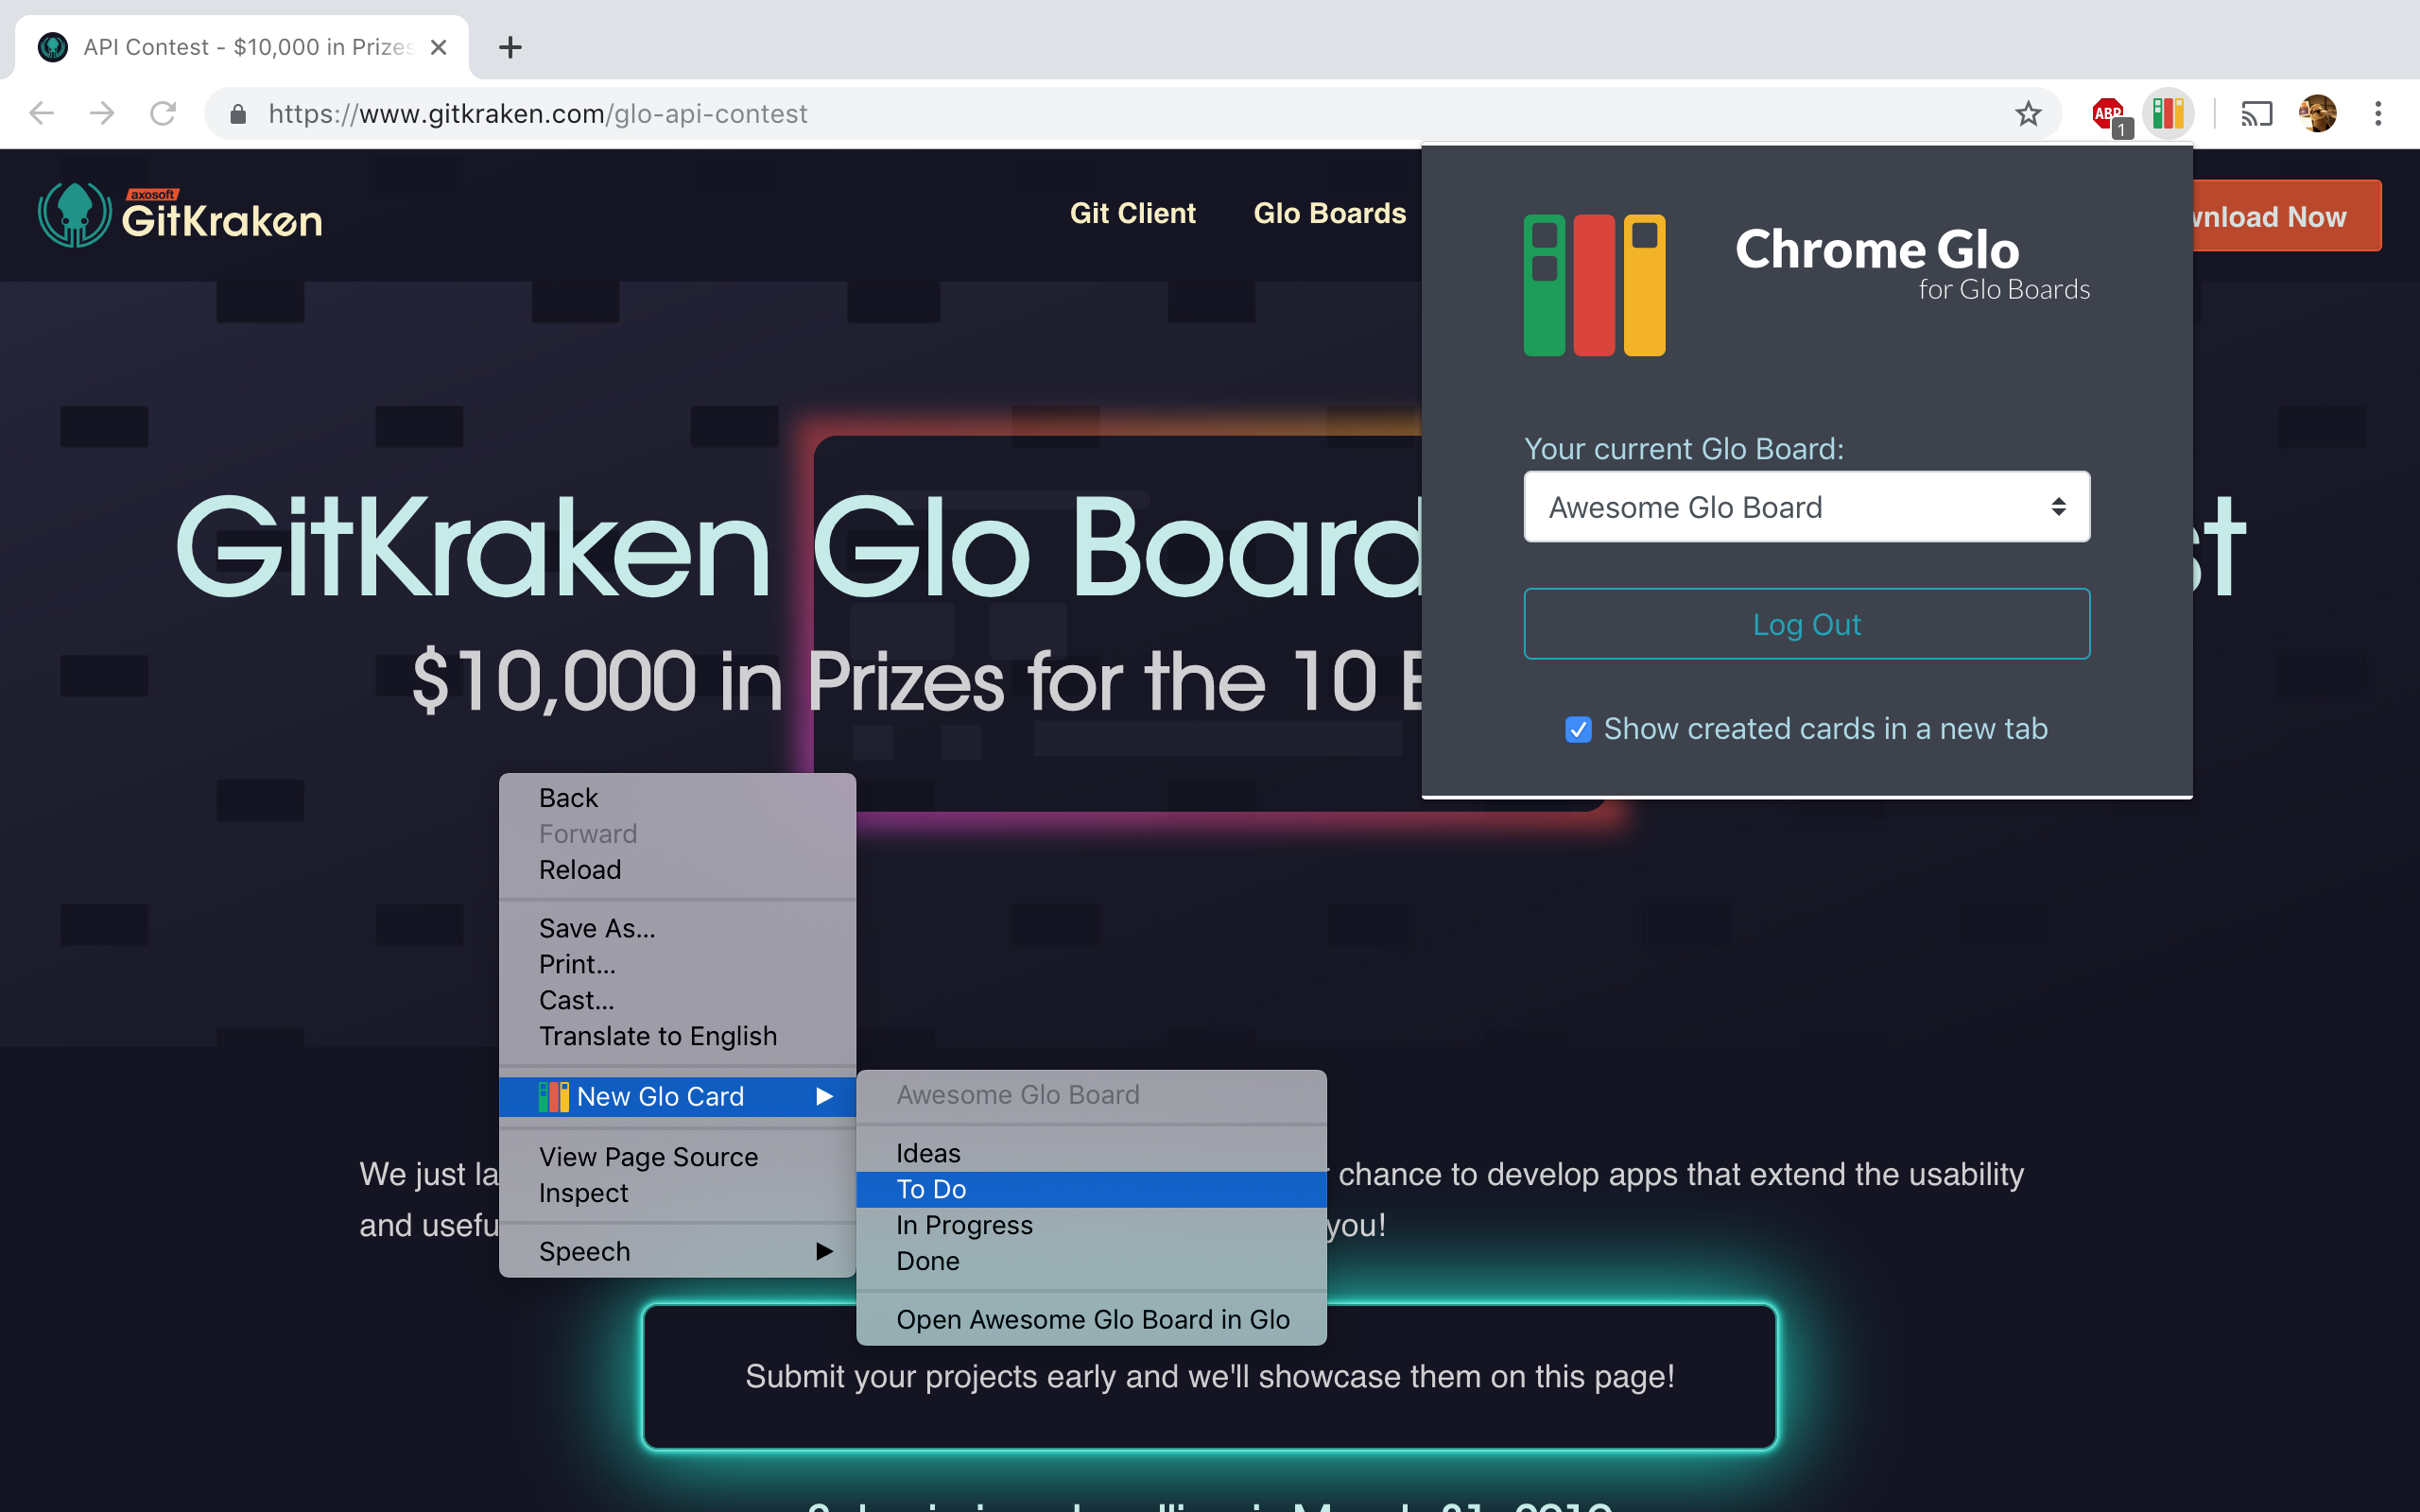 API Contest - $10,000 in Prizes
https://www.gitkraken.com/glo-api-contest
ABP
1
axosoft
GitKraken
Git Client
Glo Boards
wnload Now
Chrome Glo
for Glo Boards
Your current Glo Board:
Awesome Glo Board
Log Out
Show created cards in a new tab
GitKraken Glo Board
st
$10,000 in Prizes for the 10
Back
Forward
Reload
Save As...
Print...
Cast...
Translate to English
New Glo Card
View Page Source
Inspect
Speech
Awesome Glo Board
Ideas
To Do
In Progress
Done
Open Awesome Glo Board in Glo
We just la
chance to develop apps that extend the usability
and usefu
you!
Submit your projects early and we'll showcase them on this page!